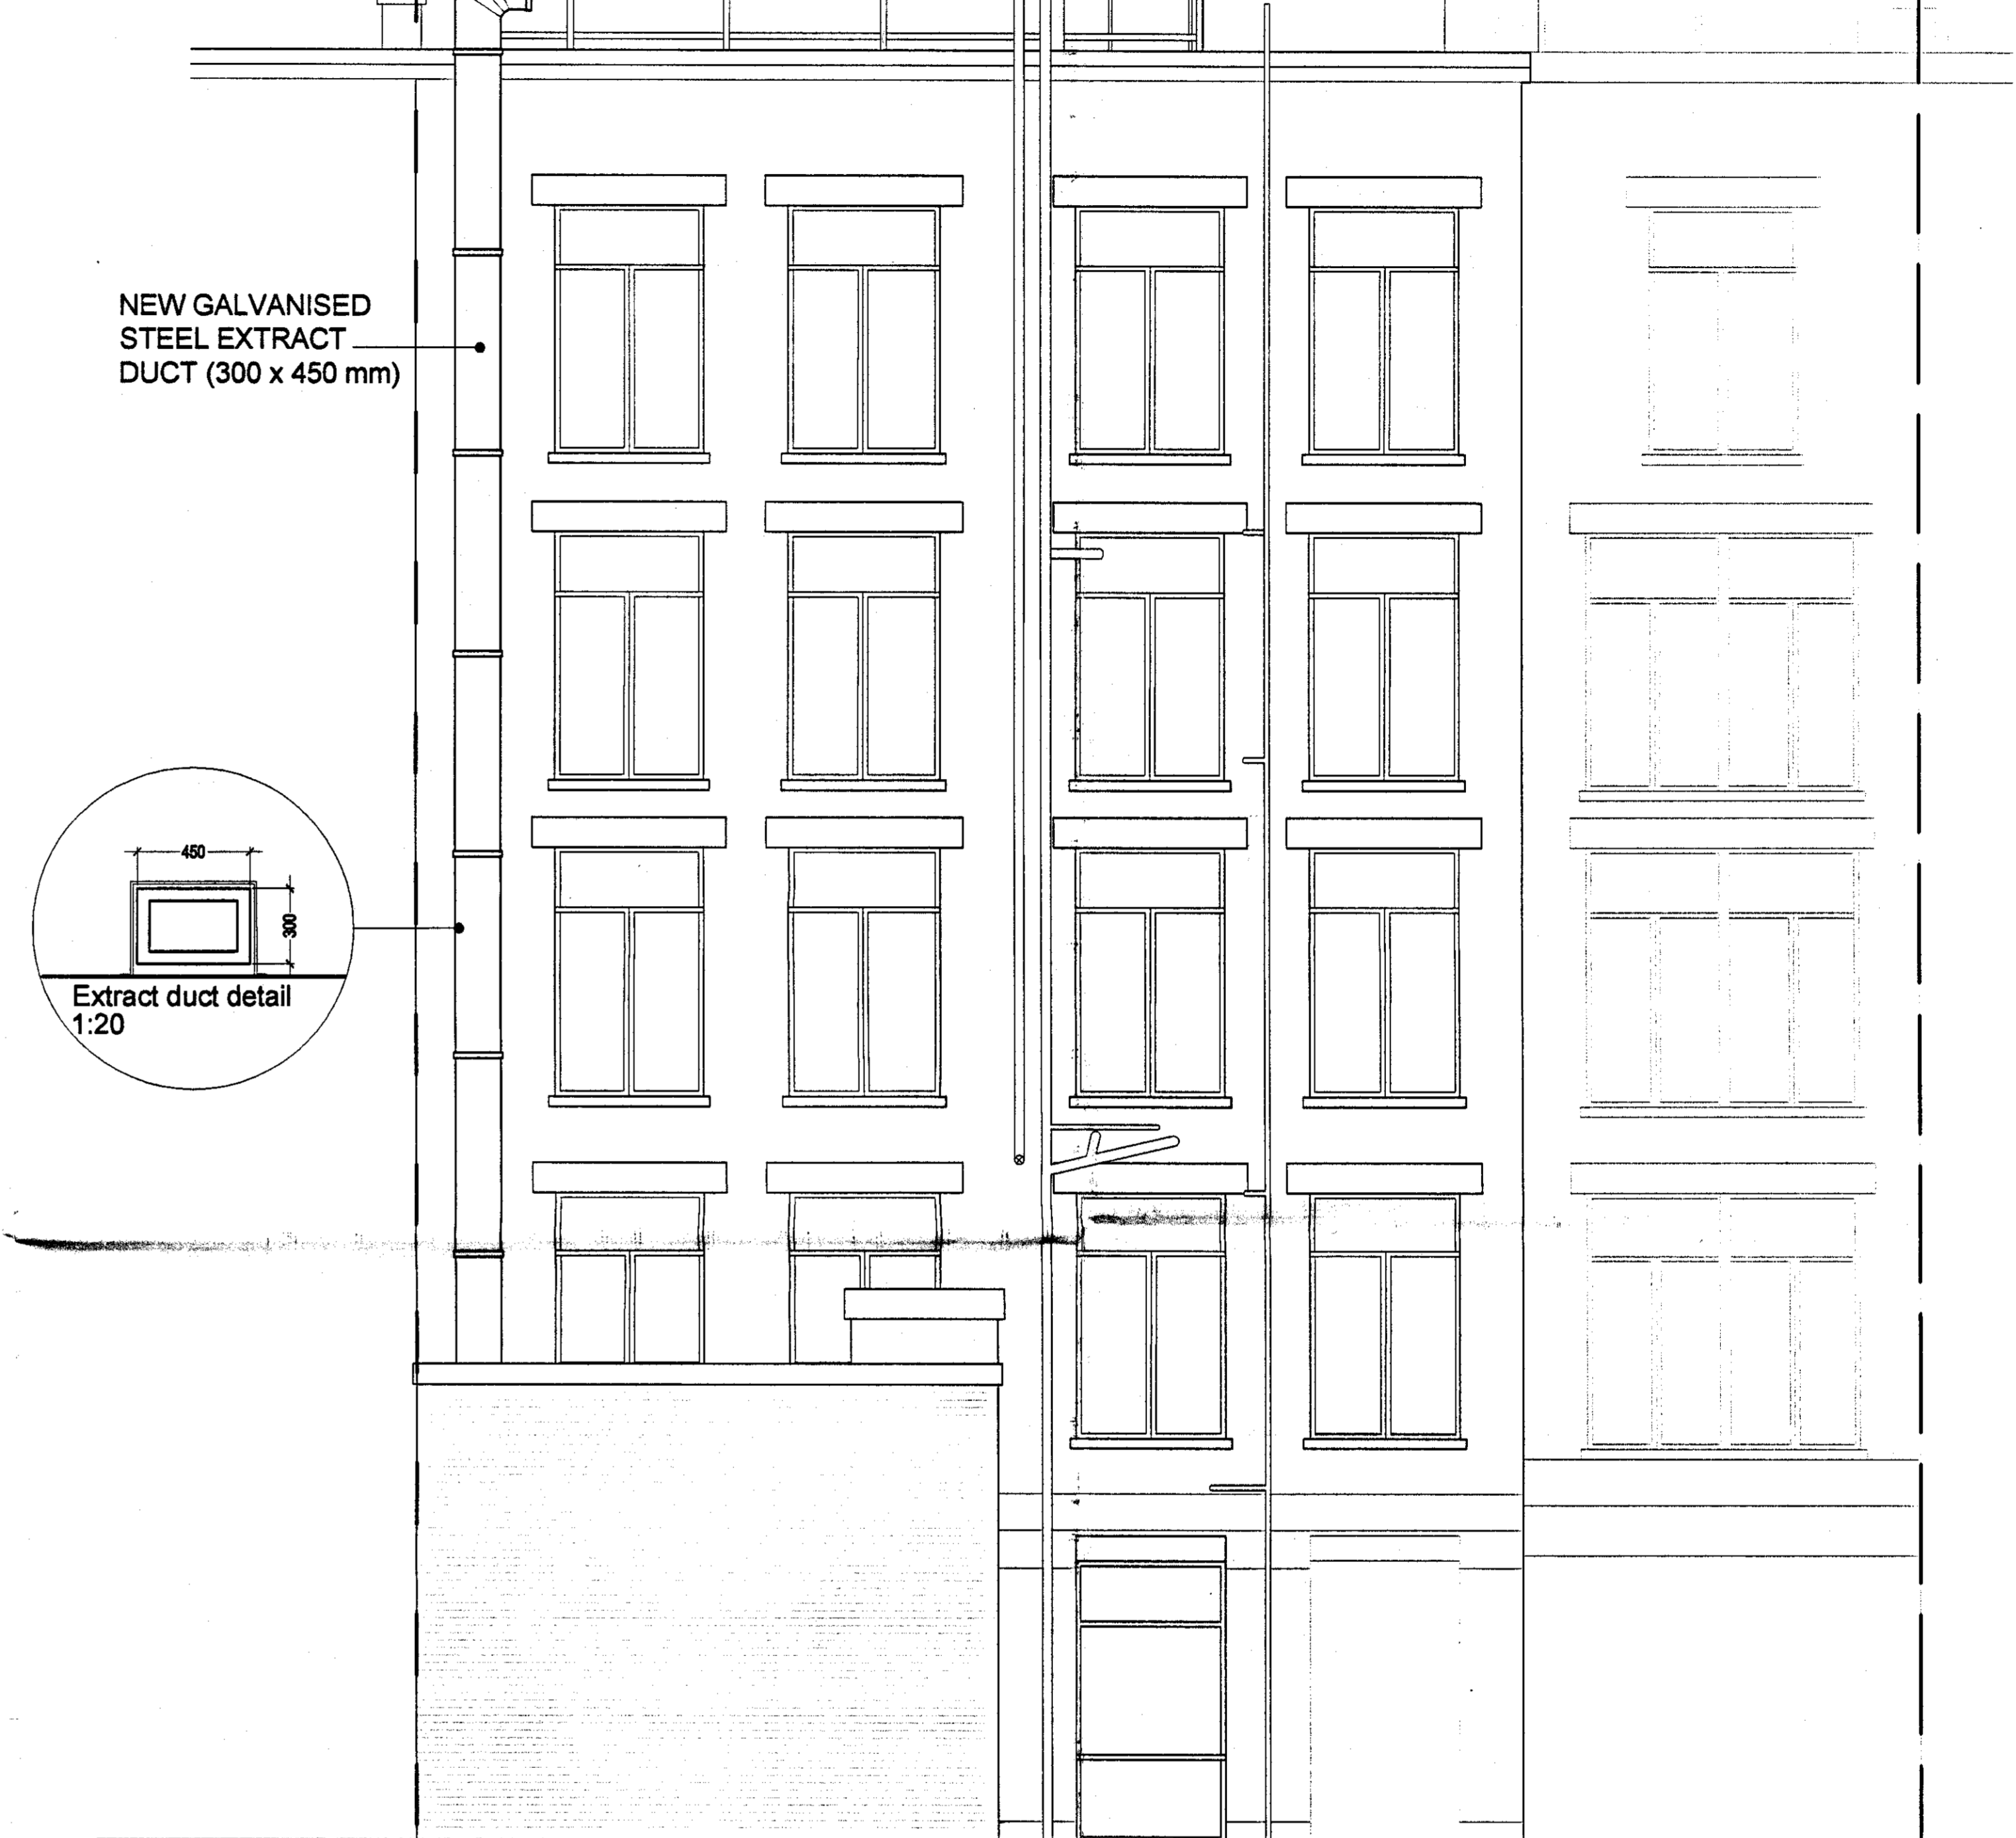 NEW GALVANISED
STEEL EXTRACT
DUCT (300 x 450 mm)
450
300
Extract duct detail
1:20